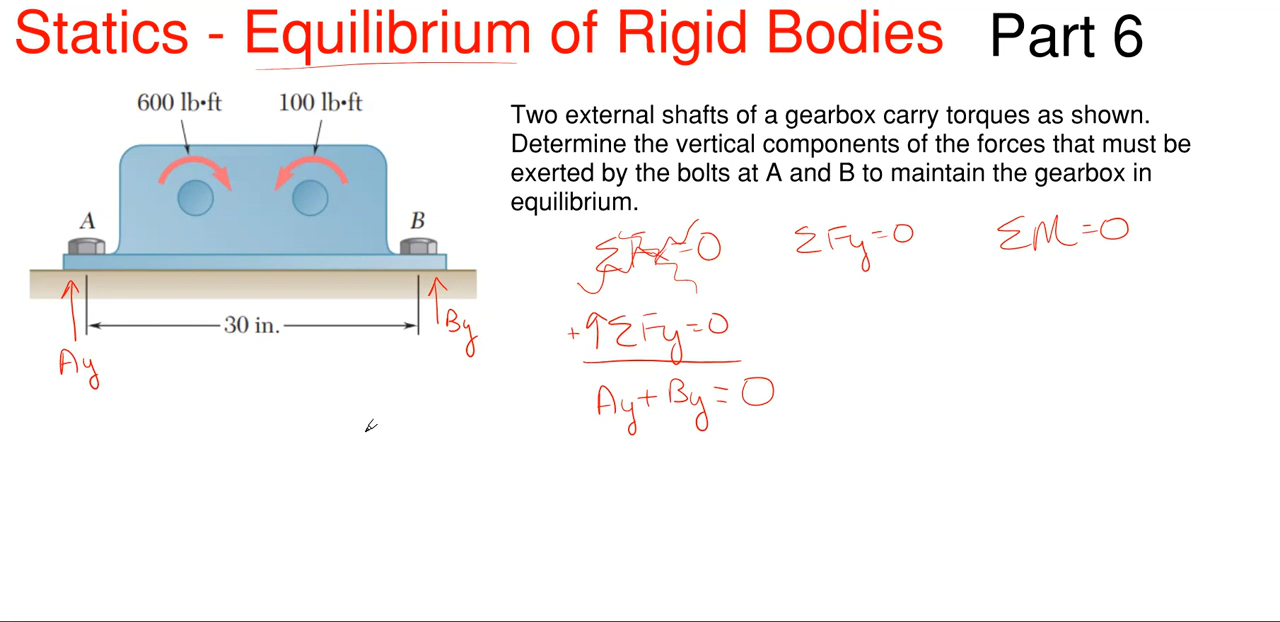 Statics - Equilibrium of Rigid Bodies Part 6
600 lb•ft 100 lb•ft
Two external shafts of a gearbox carry torques as shown.
Determine the vertical components of the forces that must be
exerted by the bolts at A and B to maintain the gearbox in
equilibrium.
A B
ΣFx=0 ΣFy=0 ΣM=0
30 in.
Ay By
+↑ΣFy=0
Ay+By=0